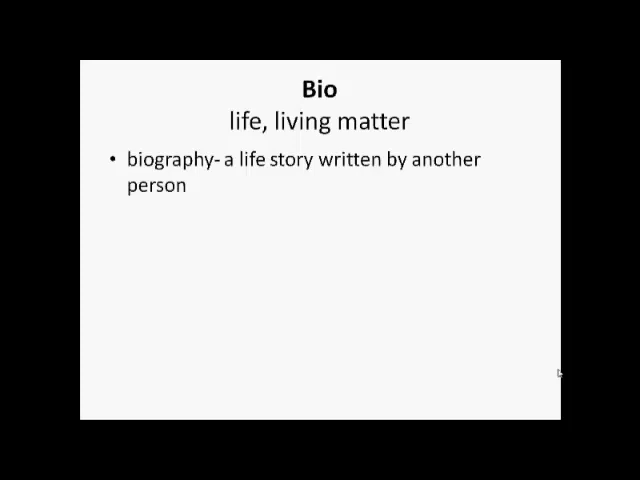 Bio
life, living matter
• biography- a life story written by another
person